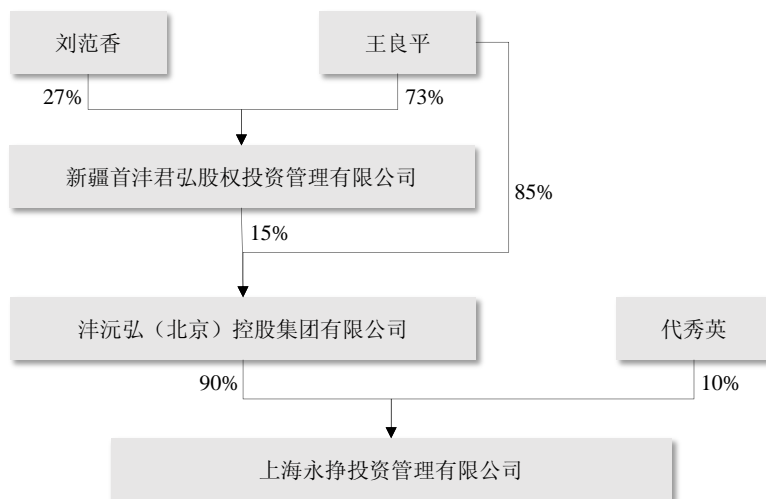 刘范香
王良平
27%
73%
新疆首沣君弘股权投资管理有限公司
85%
15%
沣沅弘（北京）控股集团有限公司
代秀英
90%
10%
上海永挣投资管理有限公司